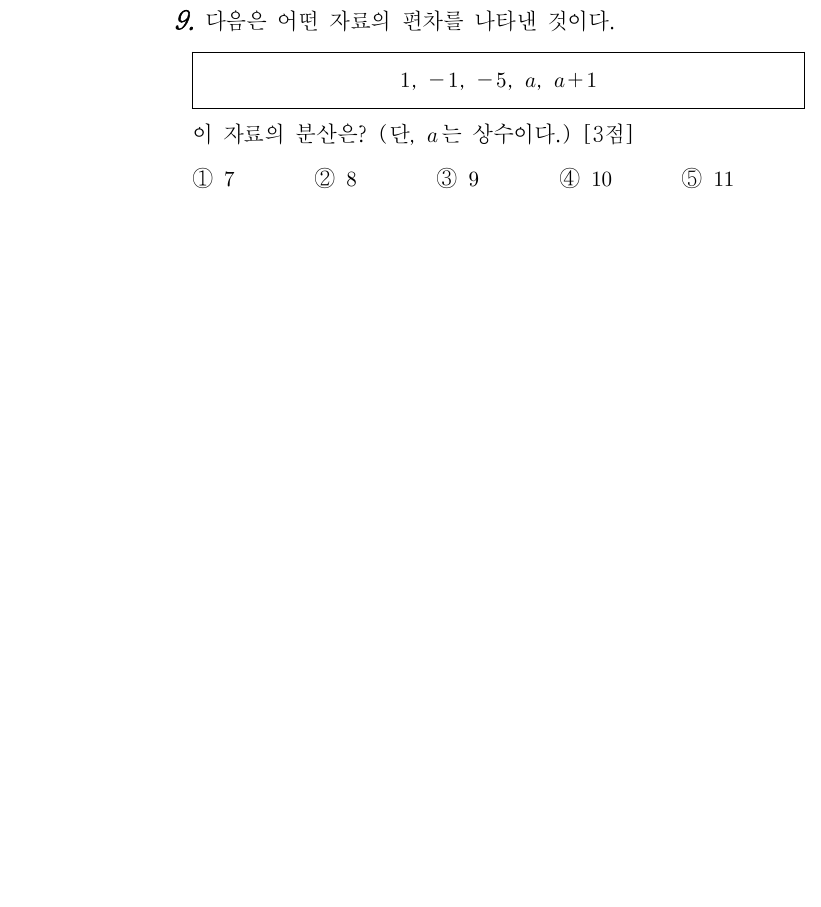 9. 다음은 어떤 자료의 편차를 나타낸 것이다.
1, −1, −5, a, a+1
이 자료의 분산은? (단, a는 상수이다.) [3점]
① 7 ② 8 ③ 9 ④ 10 ⑤ 11